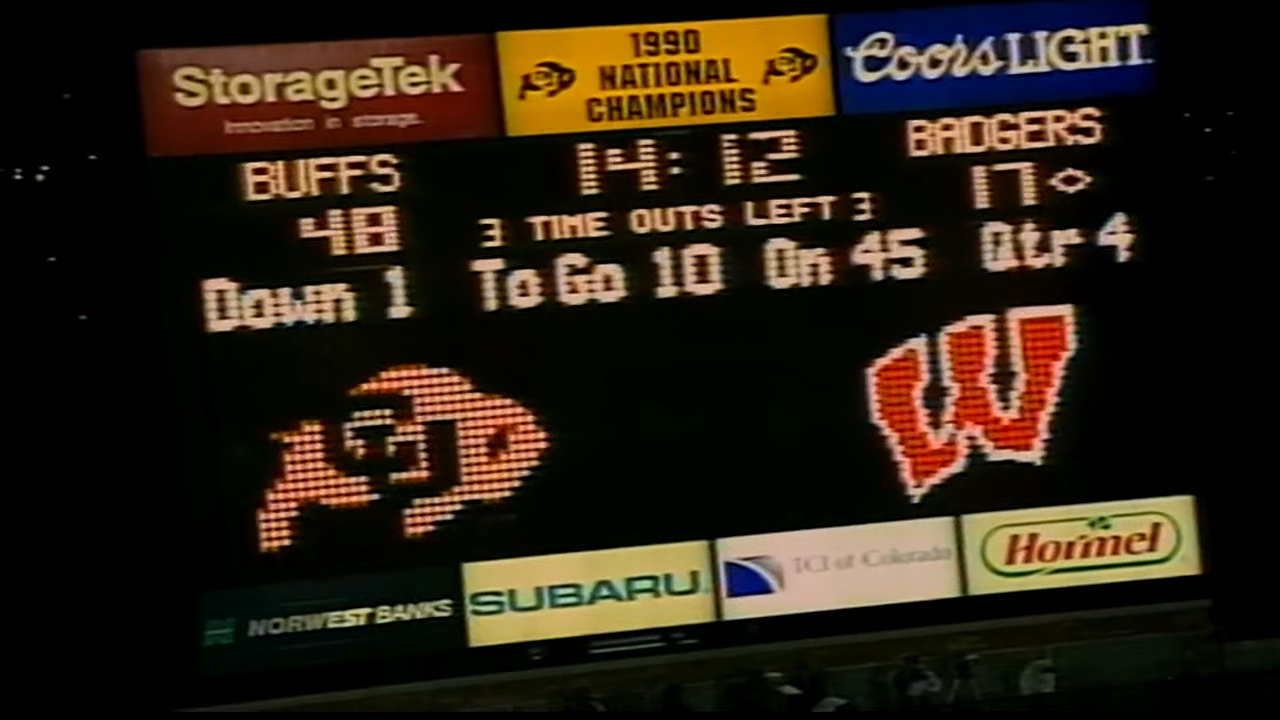 StorageTek
Innovation in storage.
1990
NATIONAL
CHAMPIONS
Coors LIGHT
BUFFS
14:12
BADGERS
48
3 TIME OUTS LEFT 3
17
Down 1 To Go 10 On 45 Qtr 4
CU
W
NORWEST BANKS
SUBARU
TCI of Colorado
Hormel